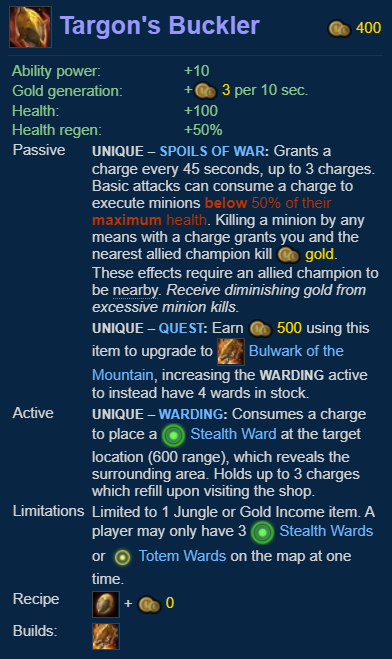 Targon's Buckler 400
Ability power: +10
Gold generation: + 3 per 10 sec.
Health: +100
Health regen: +50%
Passive UNIQUE – SPOILS OF WAR: Grants a
charge every 45 seconds, up to 3 charges.
Basic attacks can consume a charge to
execute minions below 50% of their
maximum health. Killing a minion by any
means with a charge grants you and the
nearest allied champion kill gold.
These effects require an allied champion to
be nearby. Receive diminishing gold from
excessive minion kills.
UNIQUE – QUEST: Earn 500 using this
item to upgrade to Bulwark of the
Mountain, increasing the WARDING active
to instead have 4 wards in stock.
Active UNIQUE – WARDING: Consumes a charge
to place a Stealth Ward at the target
location (600 range), which reveals the
surrounding area. Holds up to 3 charges
which refill upon visiting the shop.
Limitations Limited to 1 Jungle or Gold Income item. A
player may only have 3 Stealth Wards
or Totem Wards on the map at one
time.
Recipe + 0
Builds: